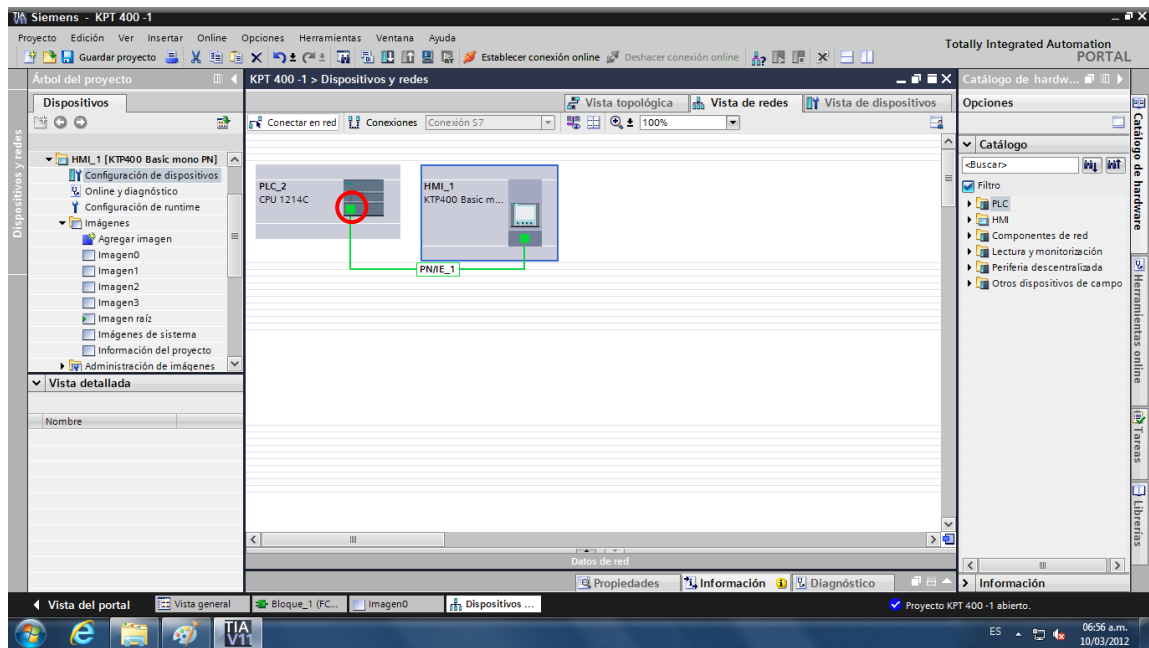 Siemens - KPT 400 -1
Proyecto Edición Ver Insertar Online Opciones Herramientas Ventana Ayuda
Guardar proyecto
Establecer conexión online
Deshacer conexión online
Totally Integrated Automation
PORTAL
Árbol del proyecto
KPT 400 -1 > Dispositivos y redes
Catálogo de hardw...
Dispositivos
Vista topológica
Vista de redes
Vista de dispositivos
Opciones
Conectar en red
Conexiones
Conexión S7
100%
Dispositivos y redes
HMI_1 [KTP400 Basic mono PN]
Configuración de dispositivos
Online y diagnóstico
Configuración de runtime
Imágenes
Agregar imagen
Imagen0
Imagen1
Imagen2
Imagen3
Imagen raíz
Imágenes de sistema
Información del proyecto
Administración de imágenes
Vista detallada
Nombre
PLC_2
CPU 1214C
HMI_1
KTP400 Basic m...
PN/IE_1
Datos de red
Propiedades
Información
Diagnóstico
Catálogo
<Buscar>
Filtro
PLC
HMI
Componentes de red
Lectura y monitorización
Periferia descentralizada
Otros dispositivos de campo
Información
Catálogo de hardware
Herramientas online
Tareas
Librerías
Vista del portal
Vista general
Bloque_1 (FC...
Imagen0
Dispositivos ...
Proyecto KPT 400 -1 abierto.
TIA
V11
ES
06:56 a.m.
10/03/2012